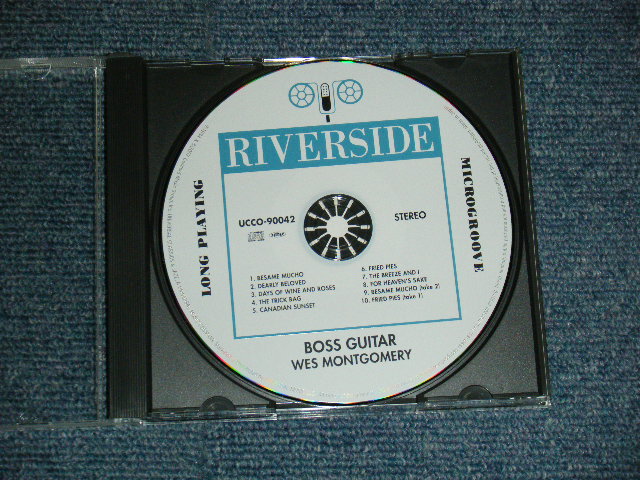 RIVERSIDE
LONG PLAYING
MICROGROOVE
UCCO-90042
STEREO
1. BESAME MUCHO
2. DEARLY BELOVED
3. DAYS OF WINE AND ROSES
4. THE TRICK BAG
5. CANADIAN SUNSET
6. FRIED PIES
7. THE BREEZE AND I
8. FOR HEAVEN'S SAKE
9. BESAME MUCHO (take 2)
10. FRIED PIES (take 1)
BOSS GUITAR
WES MONTGOMERY